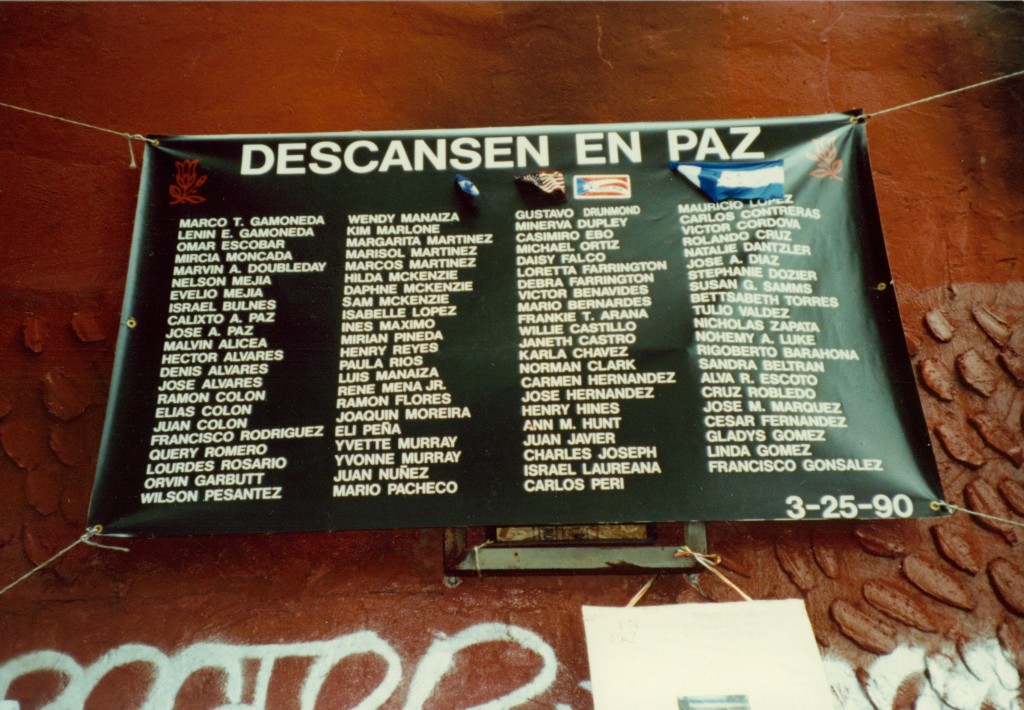 DESCANSEN EN PAZ
MARCO T. GAMONEDA
LENIN E. GAMONEDA
OMAR ESCOBAR
MIRCIA MONCADA
MARVIN A. DOUBLEDAY
NELSON MEJIA
EVELIO MEJIA
ISRAEL BULNES
CALIXTO A. PAZ
JOSE A. PAZ
MALVIN ALICEA
HECTOR ALVARES
DENIS ALVARES
JOSE ALVARES
RAMON COLON
ELIAS COLON
JUAN COLON
FRANCISCO RODRIGUEZ
QUERY ROMERO
LOURDES ROSARIO
ORVIN GARBUTT
WILSON PESANTEZ
WENDY MANAIZA
KIM MARLONE
MARGARITA MARTINEZ
MARISOL MARTINEZ
MARCOS MARTINEZ
HILDA MCKENZIE
DAPHNE MCKENZIE
SAM MCKENZIE
ISABELLE LOPEZ
INES MAXIMO
MIRIAN PINEDA
HENRY REYES
PAULA RIOS
LUIS MANAIZA
RENE MENA JR.
RAMON FLORES
JOAQUIN MOREIRA
ELI PEÑA
YVETTE MURRAY
YVONNE MURRAY
JUAN NUÑEZ
MARIO PACHECO
GUSTAVO DRUNMOND
MINERVA DUPLEY
CASIMIRO EBO
MICHAEL ORTIZ
DAISY FALCO
LORETTA FARRINGTON
DEBRA FARRINGTON
VICTOR BENAVIDES
MARIO BERNARDES
FRANKIE T. ARANA
WILLIE CASTILLO
JANETH CASTRO
KARLA CHAVEZ
NORMAN CLARK
CARMEN HERNANDEZ
JOSE HERNANDEZ
HENRY HINES
ANN M. HUNT
JUAN JAVIER
CHARLES JOSEPH
ISRAEL LAUREANA
CARLOS PERI
MAURICIO LOPEZ
CARLOS CONTRERAS
VICTOR CORDOVA
ROLANDO CRUZ
NATALIE DANTZLER
JOSE A. DIAZ
STEPHANIE DOZIER
SUSAN G. SAMMS
BETTSABETH TORRES
TULIO VALDEZ
NICHOLAS ZAPATA
NOHEMY A. LUKE
RIGOBERTO BARAHONA
SANDRA BELTRAN
ALVA R. ESCOTO
CRUZ ROBLEDO
JOSE M. MARQUEZ
CESAR FERNANDEZ
GLADYS GOMEZ
LINDA GOMEZ
FRANCISCO GONSALEZ
3-25-90